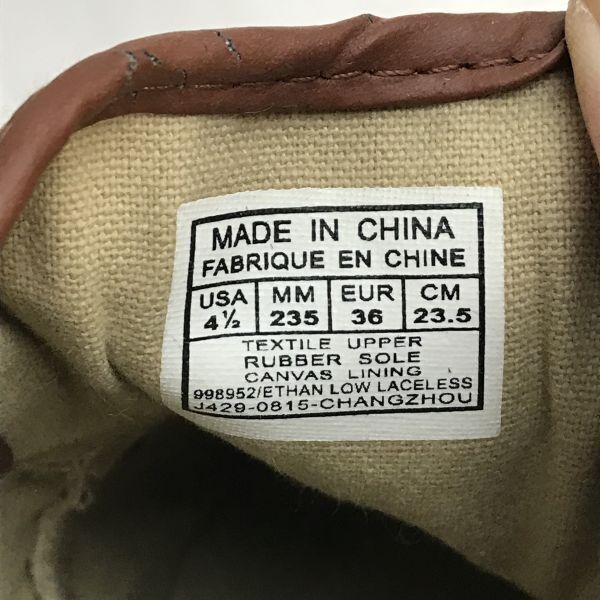 MADE IN CHINA
FABRIQUE EN CHINE
USA MM EUR CM
4½ 235 36 23.5
TEXTILE UPPER
RUBBER SOLE
CANVAS LINING
998952/ETHAN LOW LACELESS
J429-0815-CHANGZHOU